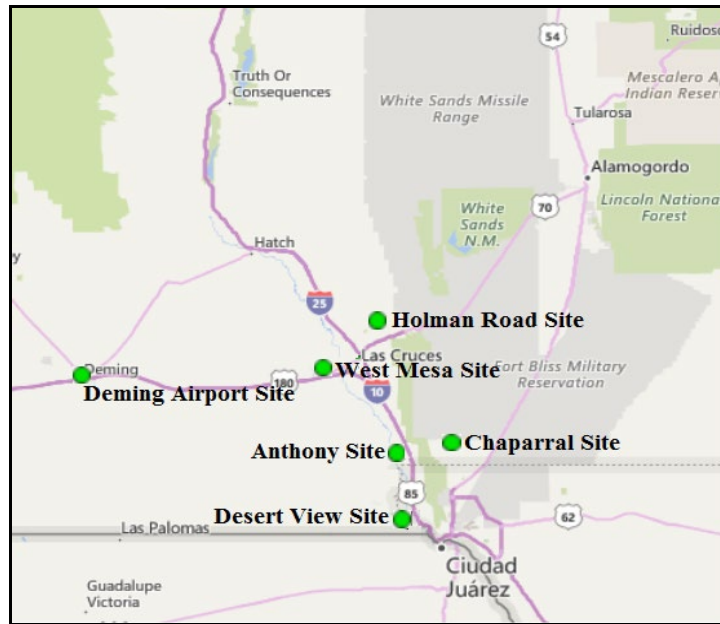 54
Ruidoso
Truth Or
Consequences
White Sands Missile
Range
Mescalero Ap
Indian Reserv
Tularosa
Alamogordo
White
Sands
N.M.
70
Lincoln National
Forest
Hatch
y
25
Holman Road Site
Las Cruces
West Mesa Site
Fort Bliss Military
Reservation
Deming
180
Deming Airport Site
10
Anthony Site
Chaparral Site
85
Desert View Site
Las Palomas
62
Ciudad
Juárez
Guadalupe
Victoria